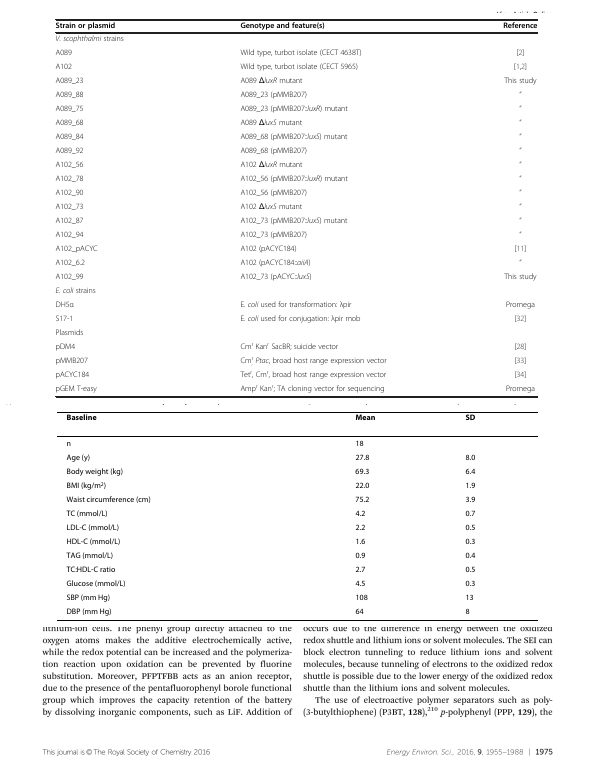 Strain or plasmid Genotype and feature(s) Reference
V. scophthalmi strains
A089 Wild type, turbot isolate (CECT 4638T) [2]
A102 Wild type, turbot isolate (CECT 5965) [1,2]
A089_23 A089 ΔluxR mutant This study
A089_88 A089_23 (pMMB207) "
A089_75 A089_23 (pMMB207::luxR) mutant "
A089_68 A089 ΔluxS mutant "
A089_84 A089_68 (pMMB207::luxS) mutant "
A089_92 A089_68 (pMMB207) "
A102_56 A102 ΔluxR mutant "
A102_78 A102_56 (pMMB207::luxR) mutant "
A102_90 A102_56 (pMMB207) "
A102_73 A102 ΔluxS mutant "
A102_87 A102_73 (pMMB207::luxS) mutant "
A102_94 A102_73 (pMMB207) "
A102_pACYC A102 (pACYC184) [11]
A102_6.2 A102 (pACYC184::aiiA) "
A102_99 A102_73 (pACYC::luxS) This study
E. coli strains
DH5α E. coli used for transformation: λpir Promega
S17-1 E. coli used for conjugation: λpir mob [32]
Plasmids
pDM4 Cmʳ Kanʳ SacBR; suicide vector [28]
pMMB207 Cmʳ Ptac, broad host range expression vector [33]
pACYC184 Tetʳ, Cmʳ, broad host range expression vector [34]
pGEM T-easy Ampʳ Kanʳ; TA cloning vector for sequencing Promega
Baseline Mean SD
n 18
Age (y) 27.8 8.0
Body weight (kg) 69.3 6.4
BMI (kg/m²) 22.0 1.9
Waist circumference (cm) 75.2 3.9
TC (mmol/L) 4.2 0.7
LDL-C (mmol/L) 2.2 0.5
HDL-C (mmol/L) 1.6 0.3
TAG (mmol/L) 0.9 0.4
TC:HDL-C ratio 2.7 0.5
Glucose (mmol/L) 4.5 0.3
SBP (mm Hg) 108 13
DBP (mm Hg) 64 8
lithium-ion cells. The phenyl group directly attached to the
oxygen atoms makes the additive electrochemically active,
while the redox potential can be increased and the polymeriza-
tion reaction upon oxidation can be prevented by fluorine
substitution. Moreover, PFPTFBB acts as an anion receptor,
due to the presence of the pentafluorophenyl borole functional
group which improves the capacity retention of the battery
by dissolving inorganic components, such as LiF. Addition of
occurs due to the difference in energy between the oxidized
redox shuttle and lithium ions or solvent molecules. The SEI can
block electron tunneling to reduce lithium ions and solvent
molecules, because tunneling of electrons to the oxidized redox
shuttle is possible due to the lower energy of the oxidized redox
shuttle than the lithium ions and solvent molecules.
The use of electroactive polymer separators such as poly-
(3-butylthiophene) (P3BT, 128),²¹⁰ p-polyphenyl (PPP, 129), the
This journal is © The Royal Society of Chemistry 2016 Energy Environ. Sci., 2016, 9, 1955–1988 | 1975